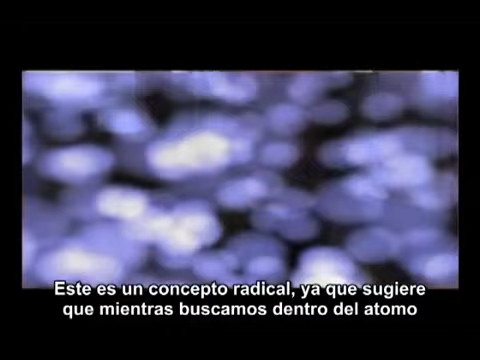 Este es un concepto radical, ya que sugiere
que mientras buscamos dentro del atomo